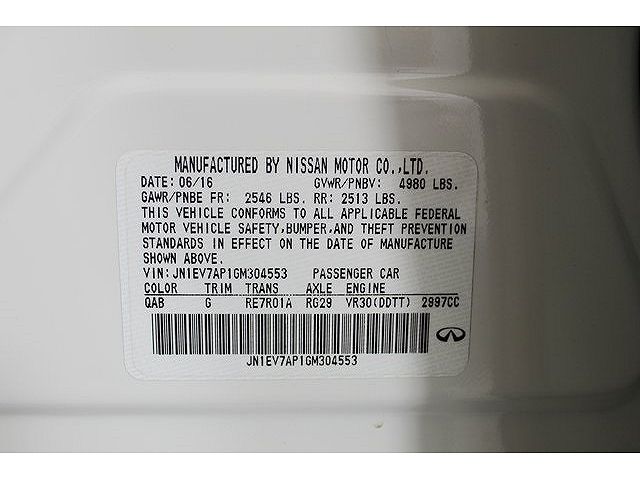 MANUFACTURED BY NISSAN MOTOR CO.,LTD.
DATE: 06/16 GVWR/PNBV: 4980 LBS.
GAWR/PNBE FR: 2546 LBS. RR: 2513 LBS.
THIS VEHICLE CONFORMS TO ALL APPLICABLE FEDERAL
MOTOR VEHICLE SAFETY,BUMPER,AND THEFT PREVENTION
STANDARDS IN EFFECT ON THE DATE OF MANUFACTURE
SHOWN ABOVE.
VIN:JN1EV7AP1GM304553 PASSENGER CAR
COLOR TRIM TRANS AXLE ENGINE
QAB G RE7R01A RG29 VR30(DDTT) 2997CC
JN1EV7AP1GM304553